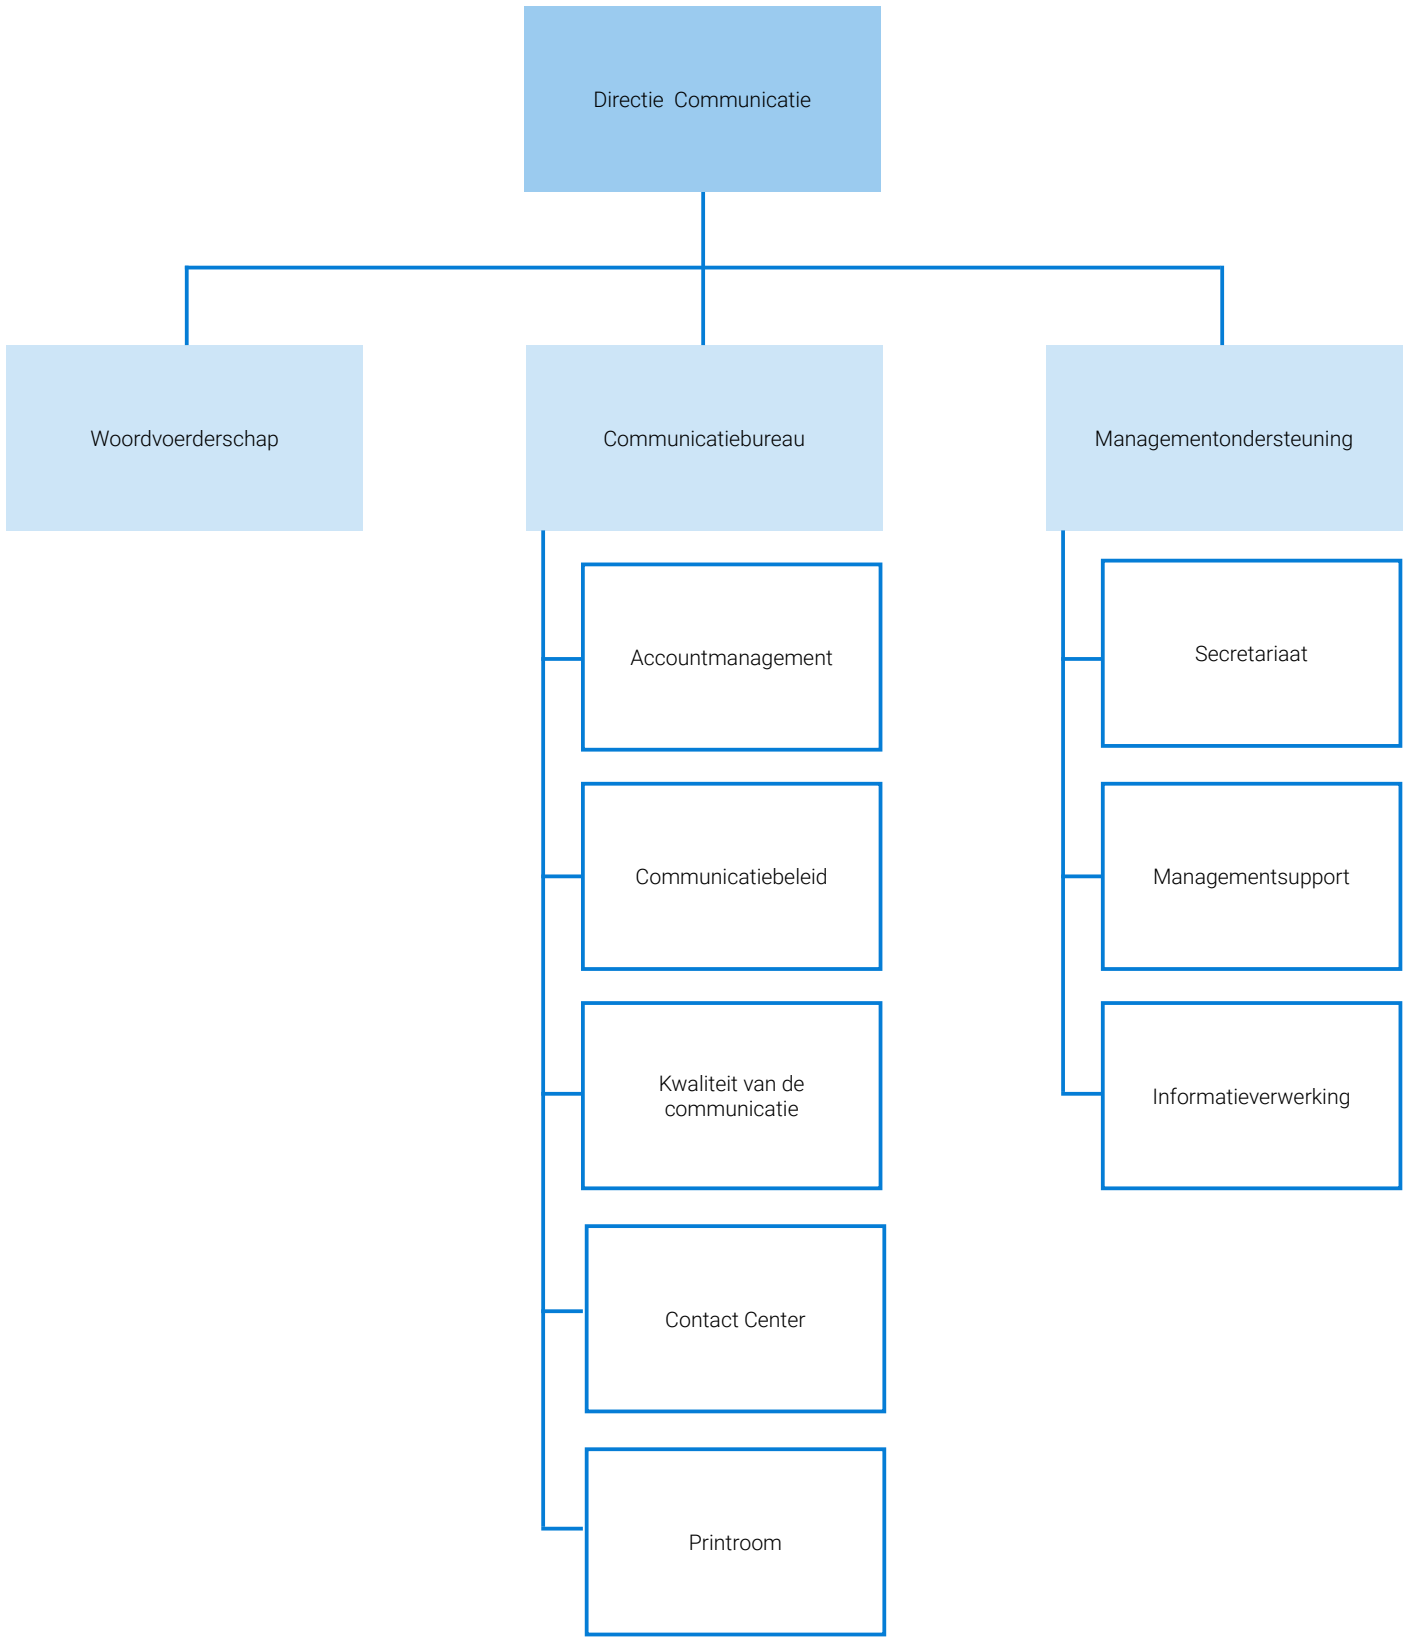 Directie  Communicatie
Woordvoerderschap
Communicatiebureau
Managementondersteuning
Accountmanagement
Communicatiebeleid
Kwaliteit van de
communicatie
Contact Center
Printroom
Secretariaat
Managementsupport
Informatieverwerking